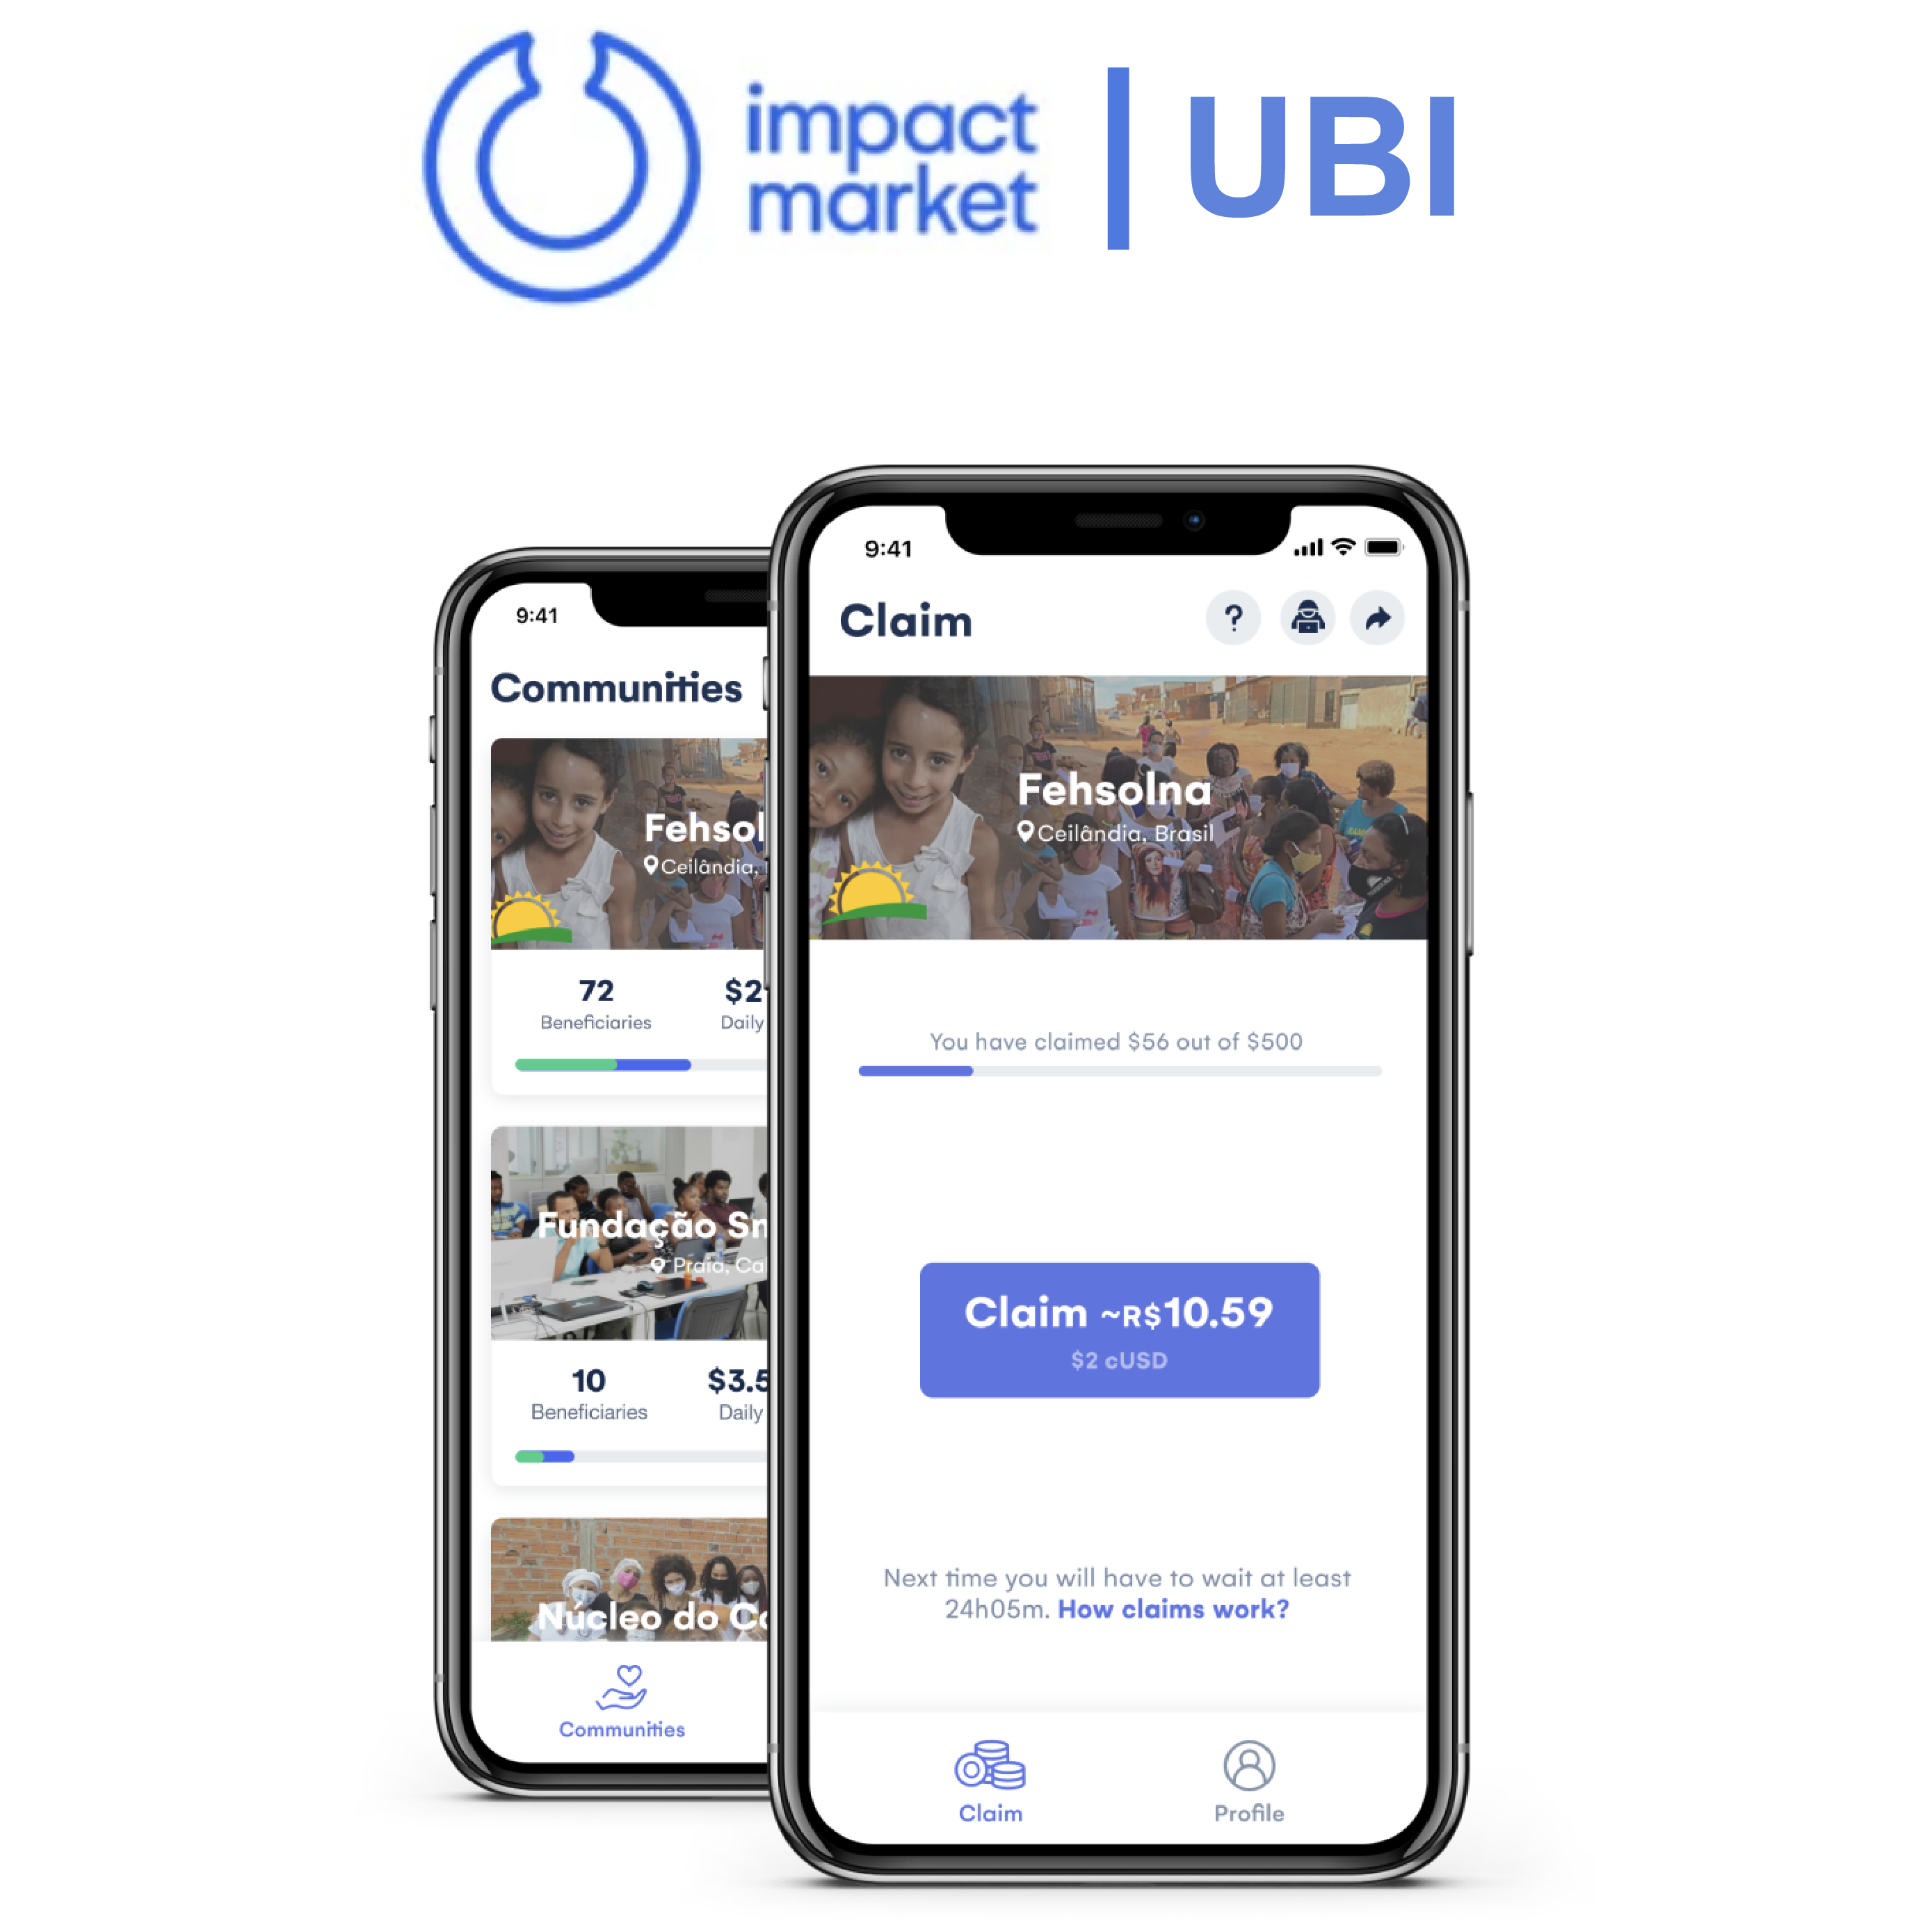 impact
market
UBI
9:41
Communities
Fehsol
Ceilândia,
72
$2
Beneficiaries
Daily
Fundação
Praia,
10
$3.5
Beneficiaries
Daily
Núcleo do
Communities
9:41
Claim
?
Fehsolna
Ceilândia, Brasil
You have claimed $56 out of $500
Claim ~R$10.59
$2 cUSD
Next time you will have to wait at least
24h05m. How claims work?
Claim
Profile